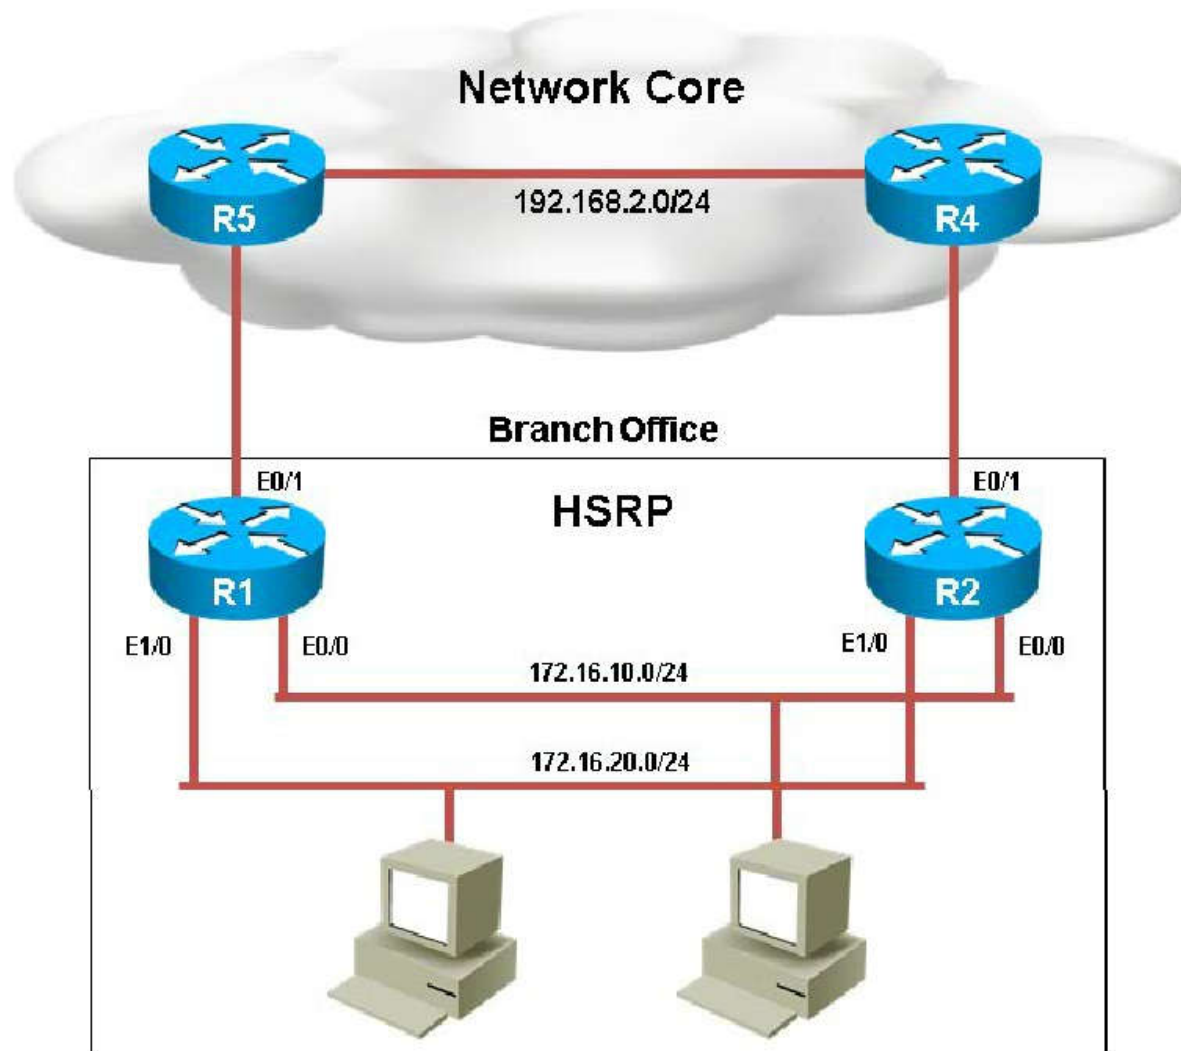 Network Core
R5
192.168.2.0/24
R4
Branch Office
E0/1
HSRP
E0/1
R1
R2
E1/0
E0/0
172.16.10.0/24
E1/0
E0/0
172.16.20.0/24